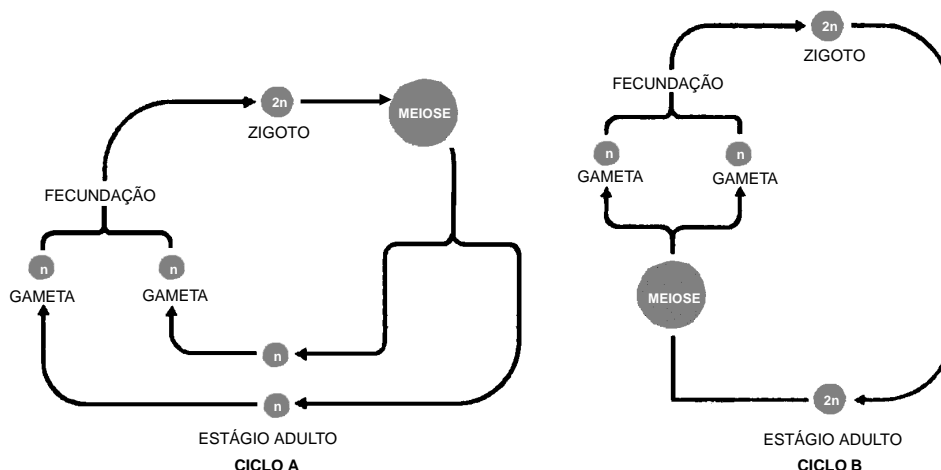 2n
ZIGOTO
MEIOSE
FECUNDAÇÃO
n
n
GAMETA
GAMETA
n
n
ESTÁGIO ADULTO
CICLO A
2n
ZIGOTO
FECUNDAÇÃO
n
n
GAMETA
GAMETA
MEIOSE
2n
ESTÁGIO ADULTO
CICLO B